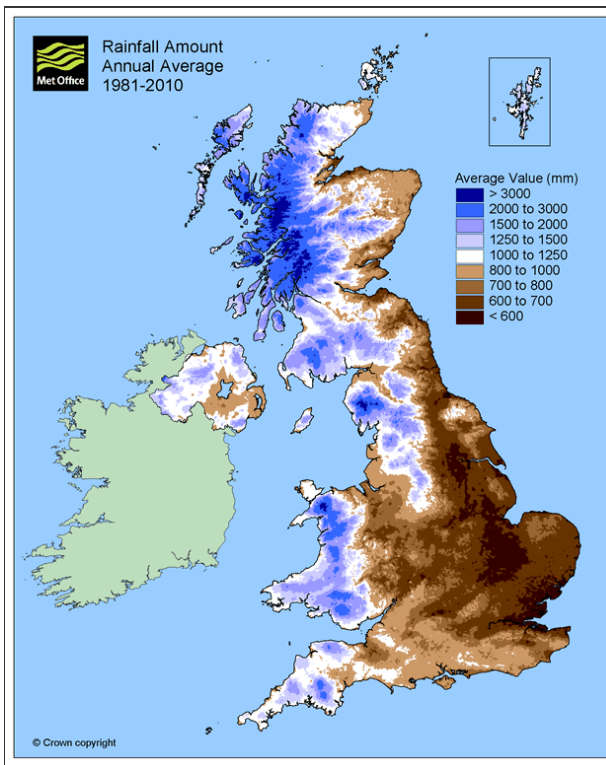 Met Office
Rainfall Amount
Annual Average
1981-2010
Average Value (mm)
> 3000
2000 to 3000
1500 to 2000
1250 to 1500
1000 to 1250
800 to 1000
700 to 800
600 to 700
< 600
© Crown copyright